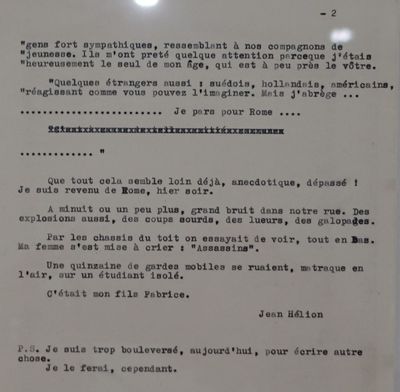 - 2
"gens fort sympathiques, ressemblant à nos compagnons de
"jeunesse. Ils m'ont preté quelque attention parceque j'étais
"heureusement le seul de mon âge, qui est à peu près le vôtre.
"Quelques étrangers aussi : suédois, hollandais, américains,
"réagissant comme vous pouvez l'imaginer. Mais j'abrège ...
........................ Je pars pour Rome ....
............. "
Que tout cela semble loin déjà, anecdotique, dépassé !
Je suis revenu de Rome, hier soir.
A minuit ou un peu plus, grand bruit dans notre rue. Des
explosions aussi, des coups sourds, des lueurs, des galopades.
Par les chassis du toit on essayait de voir, tout en Bas.
Ma femme s'est mise à crier : "Assassins".
Une quinzaine de gardes mobiles se ruaient, matraque en
l'air, sur un étudiant isolé.
C'était mon fils Fabrice.
Jean Hélion
P.S. Je suis trop bouleversé, aujourd'hui, pour écrire autre
chose.
Je le ferai, cependant.